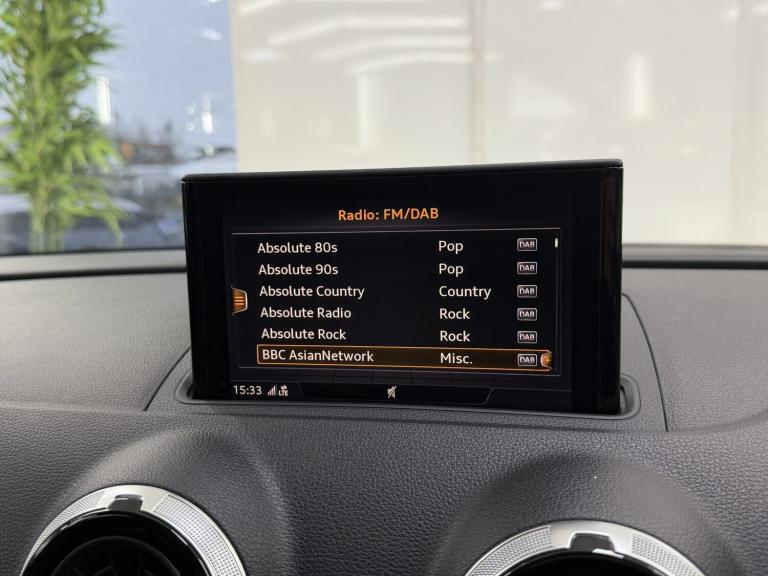 Radio: FM/DAB
Absolute 80s Pop DAB
Absolute 90s Pop DAB
Absolute Country Country DAB
Absolute Radio Rock DAB
Absolute Rock Rock DAB
BBC AsianNetwork Misc. DAB
15:33 LTE